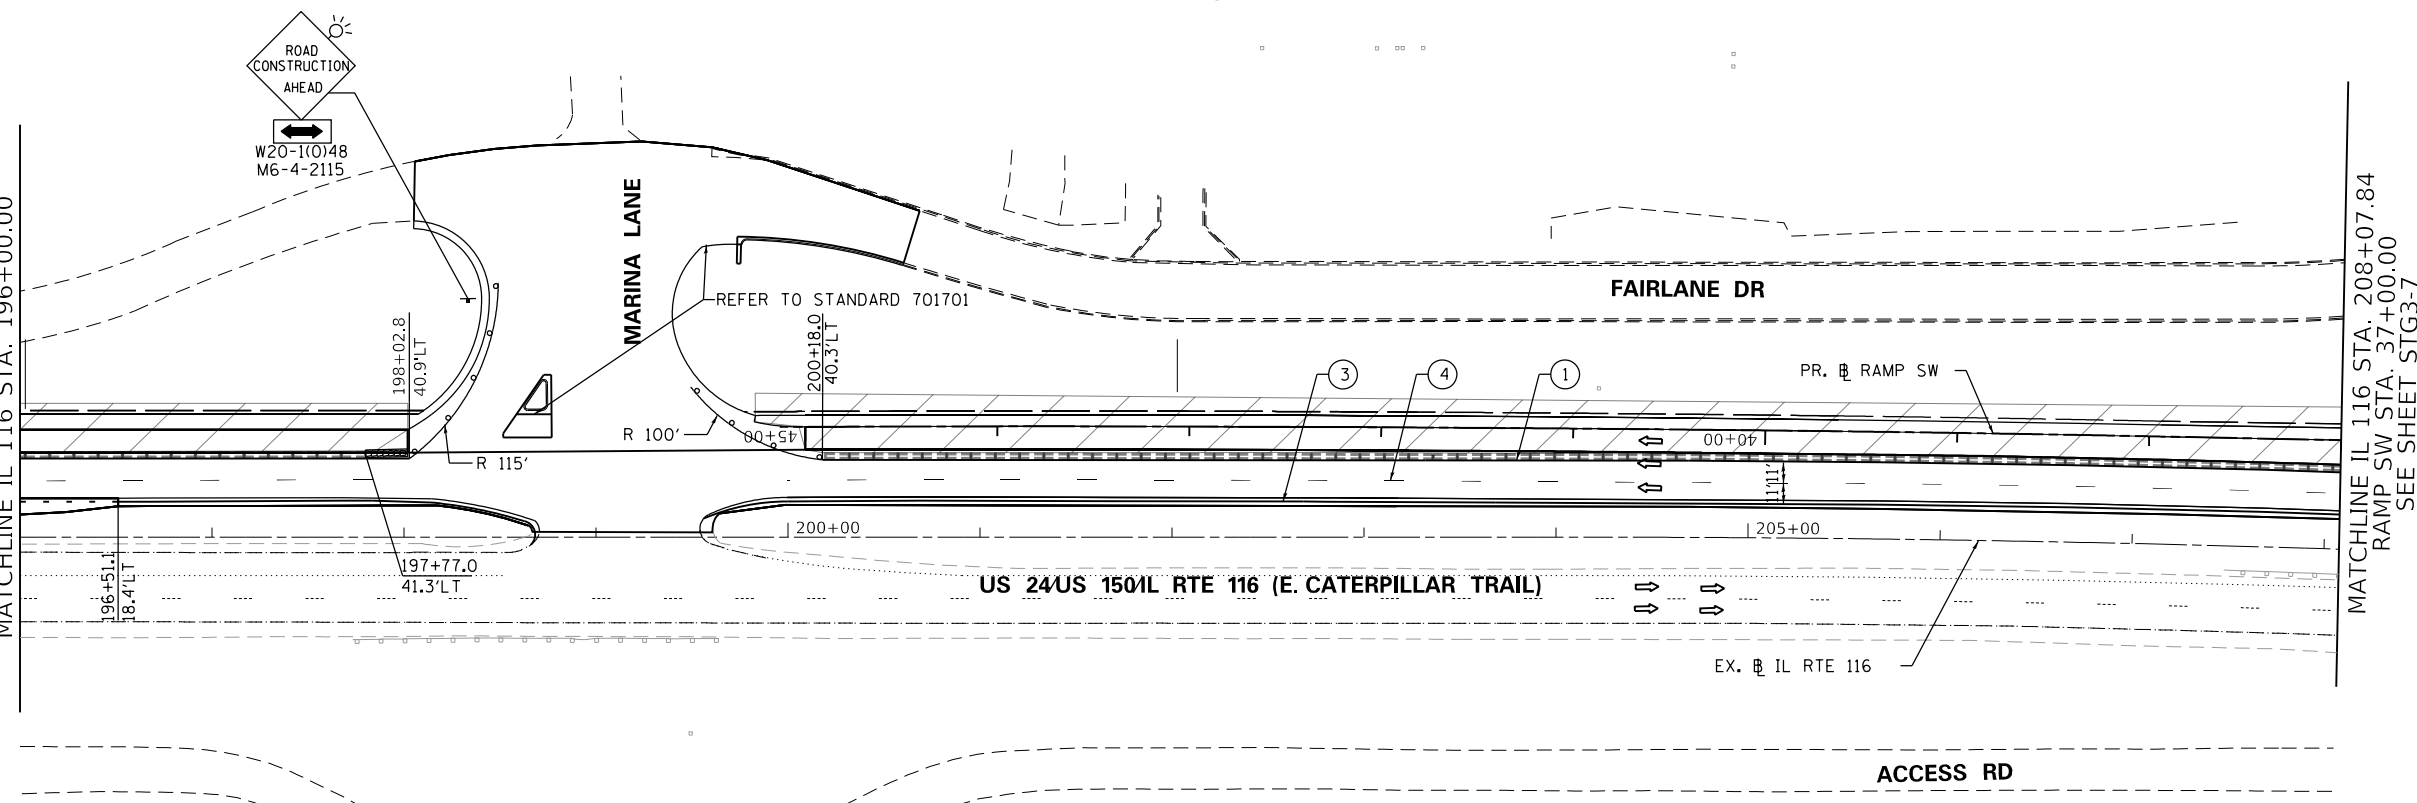 ROAD
CONSTRUCTION
AHEAD
W20-1(O)48
M6-4-2115
MATCHLINE IL 116 STA. 196+00.00
MARINA LANE
REFER TO STANDARD 701701
FAIRLANE DR
198+02.8
40.9'LT
200+18.0
40.3'LT
3
4
1
PR. BL RAMP SW
R 100'
R 115'
45+00
40+00
11'
11'
200+00
205+00
196+51.1
18.4'LT
197+77.0
41.3'LT
US 24/US 150/IL RTE 116 (E. CATERPILLAR TRAIL)
EX. BL IL RTE 116
ACCESS RD
MATCHLINE IL 116 STA. 208+07.84
RAMP SW STA. 37+00.00
SEE SHEET STG3-7